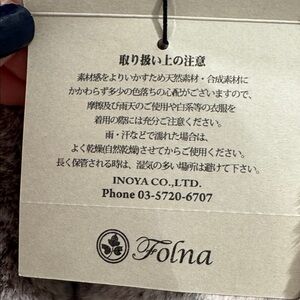 取り扱い上の注意
素材感をよりいかすため天然素材・合成素材に
かかわらず多少の色落ちの心配がございますので、
摩擦及び雨天のご使用や白系等の衣服を
着用の際には充分ご注意ください。
雨・汗などで濡れた場合は、
よく乾燥(自然乾燥)させてからご使用ください。
長く保管される時は、湿気の多い場所は避けて下さい。
INOYA CO.,LTD.
Phone 03-5720-6707
Folna